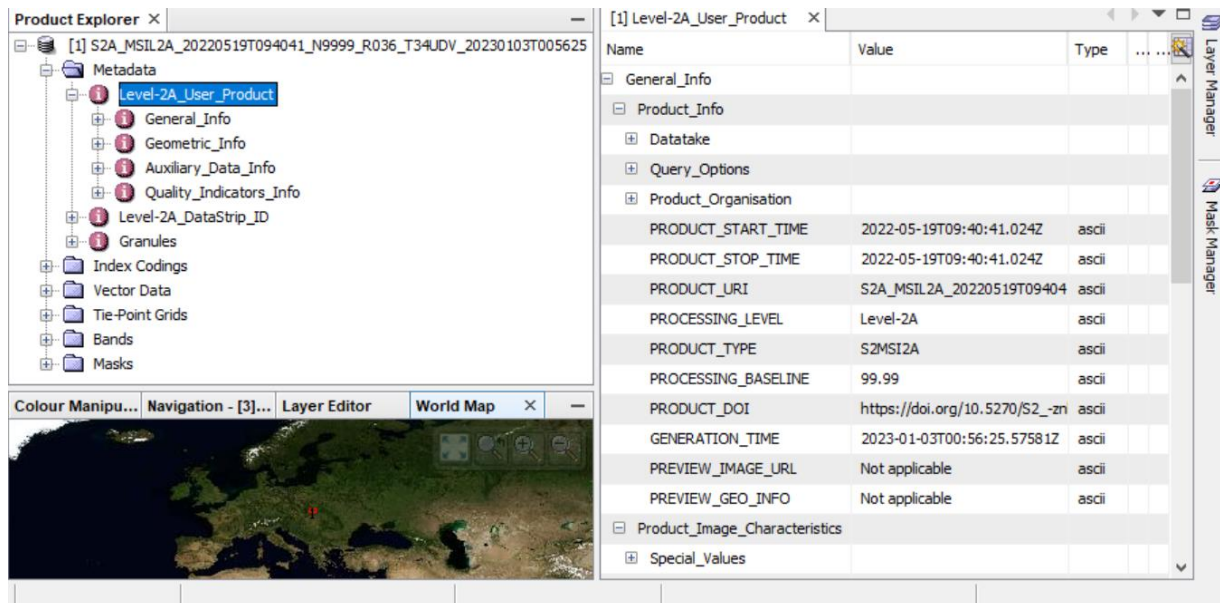 Product Explorer
[1] S2A_MSIL2A_20220519T094041_N9999_R036_T34UDV_20230103T005625
Metadata
Level-2A_User_Product
General_Info
Geometric_Info
Auxiliary_Data_Info
Quality_Indicators_Info
Level-2A_DataStrip_ID
Granules
Index Codings
Vector Data
Tie-Point Grids
Bands
Masks
Colour Manipu... Navigation - [3]... Layer Editor World Map
[1] Level-2A_User_Product
Name Value Type ... ...
General_Info
Product_Info
Datatake
Query_Options
Product_Organisation
PRODUCT_START_TIME 2022-05-19T09:40:41.024Z ascii
PRODUCT_STOP_TIME 2022-05-19T09:40:41.024Z ascii
PRODUCT_URI S2A_MSIL2A_20220519T09404 ascii
PROCESSING_LEVEL Level-2A ascii
PRODUCT_TYPE S2MSI2A ascii
PROCESSING_BASELINE 99.99 ascii
PRODUCT_DOI https://doi.org/10.5270/S2_-zn ascii
GENERATION_TIME 2023-01-03T00:56:25.57581Z ascii
PREVIEW_IMAGE_URL Not applicable ascii
PREVIEW_GEO_INFO Not applicable ascii
Product_Image_Characteristics
Special_Values
Layer Manager
Mask Manager